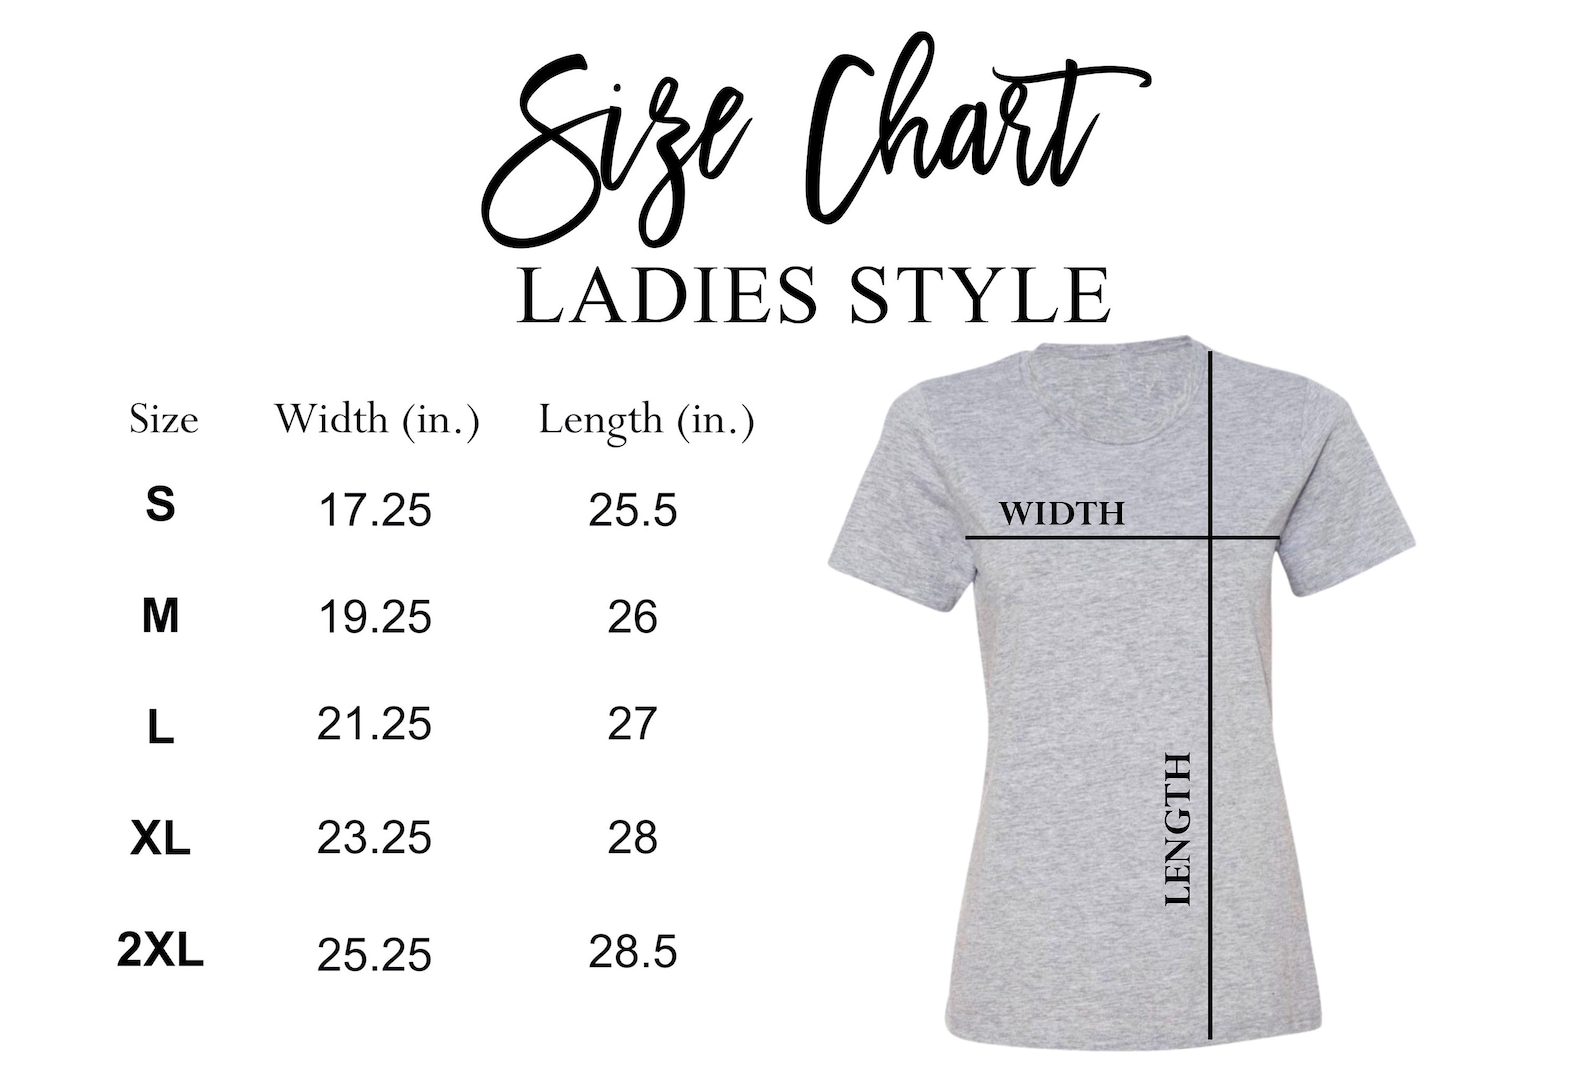 Size Chart
LADIES STYLE
Size Width (in.) Length (in.)
S 17.25 25.5
M 19.25 26
L 21.25 27
XL 23.25 28
2XL 25.25 28.5
WIDTH
LENGTH